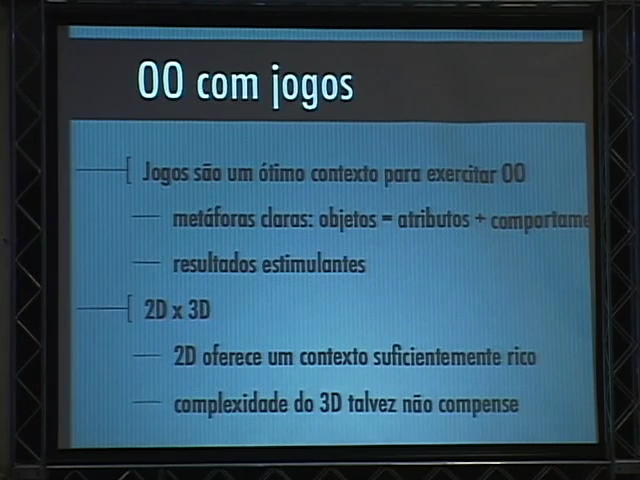 OO com jogos
Jogos são um ótimo contexto para exercitar OO
metáforas claras: objetos = atributos + comportame
resultados estimulantes
2D x 3D
2D oferece um contexto suficientemente rico
complexidade do 3D talvez não compense